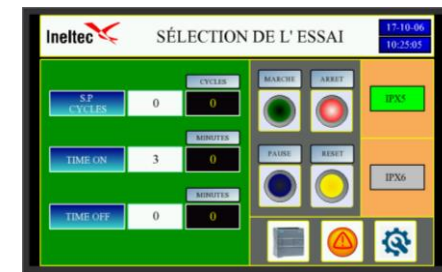 Ineltec
SÉLECTION DE L' ESSAI
17-10-06
10:25:05
CYCLES
S.P
CYCLES
0
0
MINUTES
TIME ON
3
0
MINUTES
TIME OFF
0
0
MARCHE
ARRET
PAUSE
RESET
IPX5
IPX6